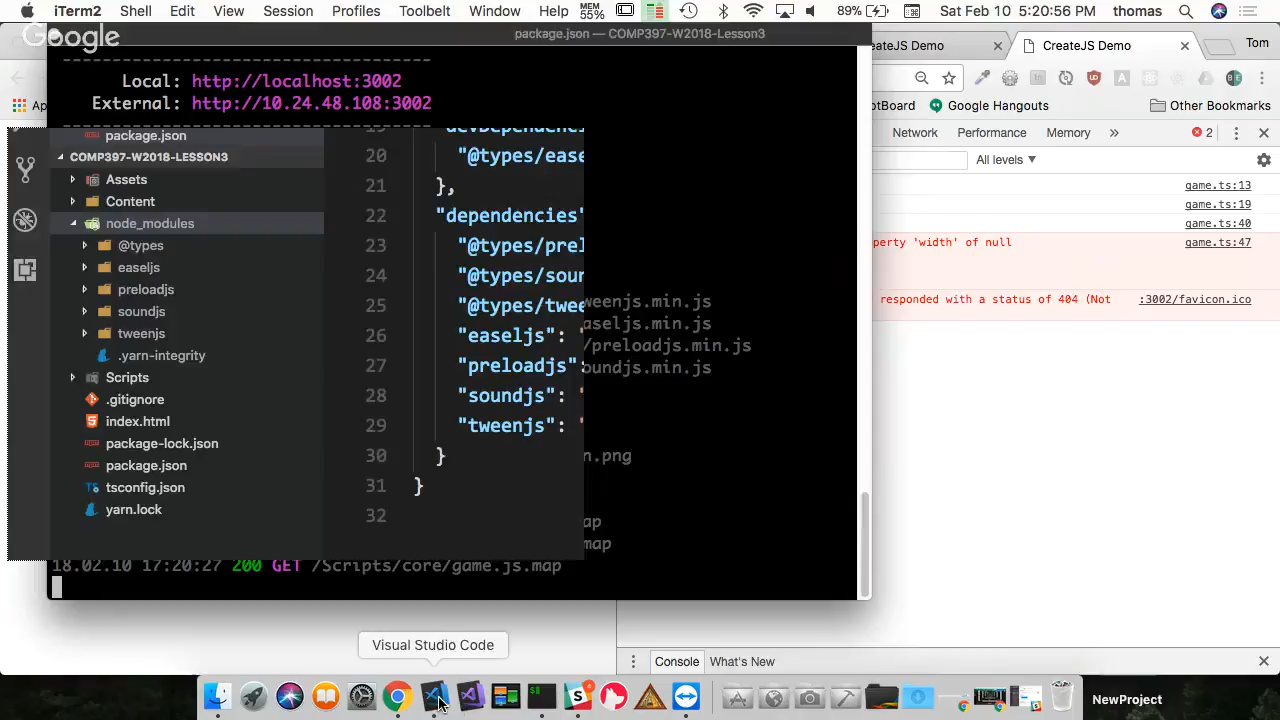 iTerm2 Shell Edit View Session Profiles Toolbelt Window Help MEM 55% 89% Sat Feb 10 5:20:56 PM thomas
Google
package.json — COMP397-W2018-Lesson3
eateJS Demo
CreateJS Demo
Tom
Local: http://localhost:3002
External: http://10.24.48.108:3002
Ap
otBoard
Google Hangouts
Other Bookmarks
Network Performance Memory » 2
All levels ▼
package.json
COMP397-W2018-LESSON3
Assets
Content
node_modules
@types
easeljs
preloadjs
soundjs
tweenjs
.yarn-integrity
Scripts
.gitignore
index.html
package-lock.json
package.json
tsconfig.json
yarn.lock
19 "devDependenci
20 "@types/ease
21 },
22 "dependencies"
23 "@types/prel
24 "@types/soun
25 "@types/twee
26 "easeljs": "
27 "preloadjs":
28 "soundjs": "
29 "tweenjs": "
30 }
31 }
32
weenjs.min.js
aseljs.min.js
/preloadjs.min.js
oundjs.min.js
n.png
ap
map
18.02.10 17:20:27 200 GET /Scripts/core/game.js.map
game.ts:13
game.ts:19
game.ts:40
perty 'width' of null game.ts:47
responded with a status of 404 (Not :3002/favicon.ico
Visual Studio Code
Console What's New
NewProject